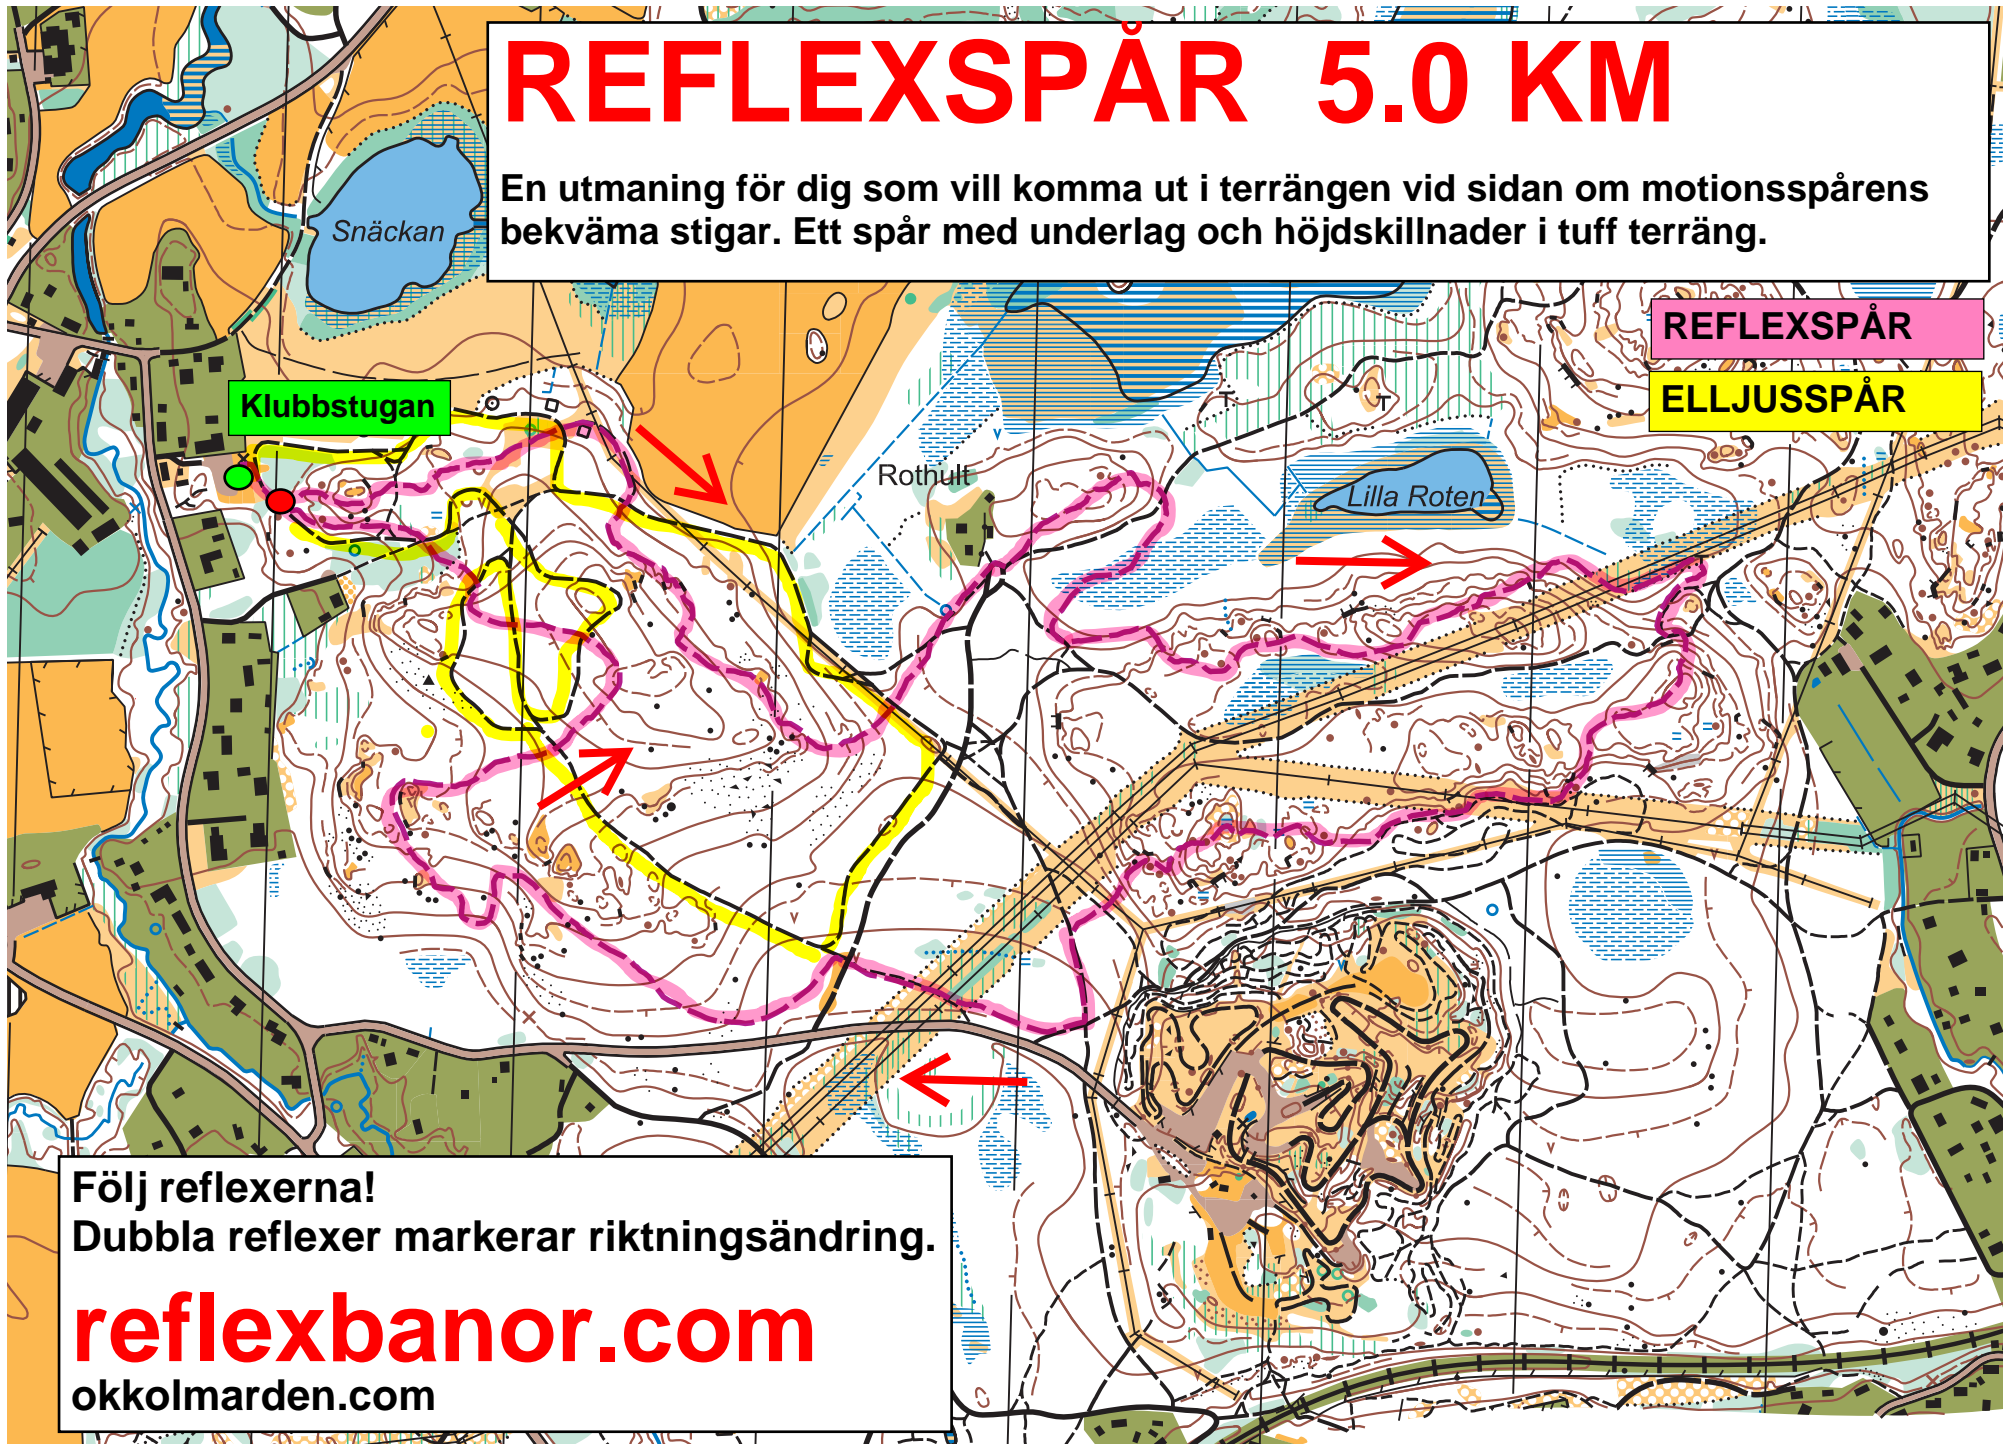 REFLEXSPÅR 5.0 KM
En utmaning för dig som vill komma ut i terrängen vid sidan om motionsspårens
bekväma stigar. Ett spår med underlag och höjdskillnader i tuff terräng.
Snäckan
REFLEXSPÅR
ELLJUSSPÅR
Klubbstugan
Rothult
Lilla Roten
Följ reflexerna!
Dubbla reflexer markerar riktningsändring.
reflexbanor.com
okkolmarden.com